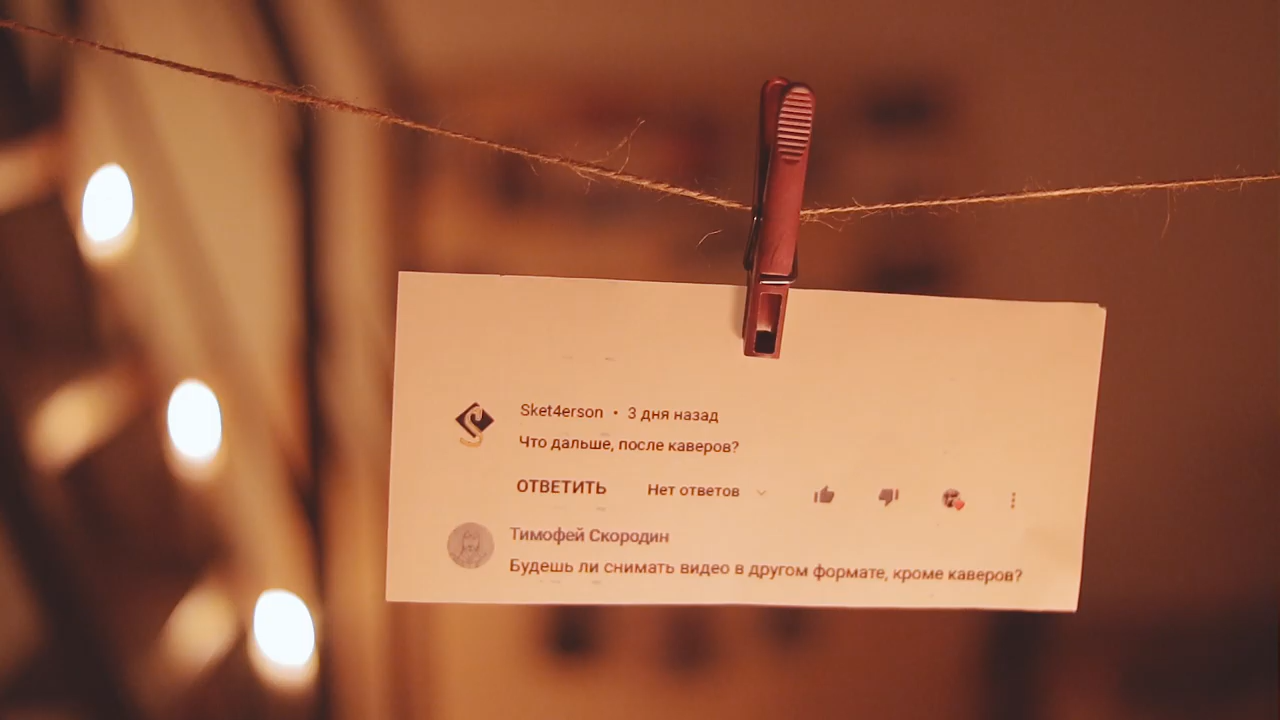 Sket4erson • 3 дня назад
Что дальше, после каверов?
ОТВЕТИТЬ Нет ответов
Тимофей Скородин
Будешь ли снимать видео в другом формате, кроме каверов?